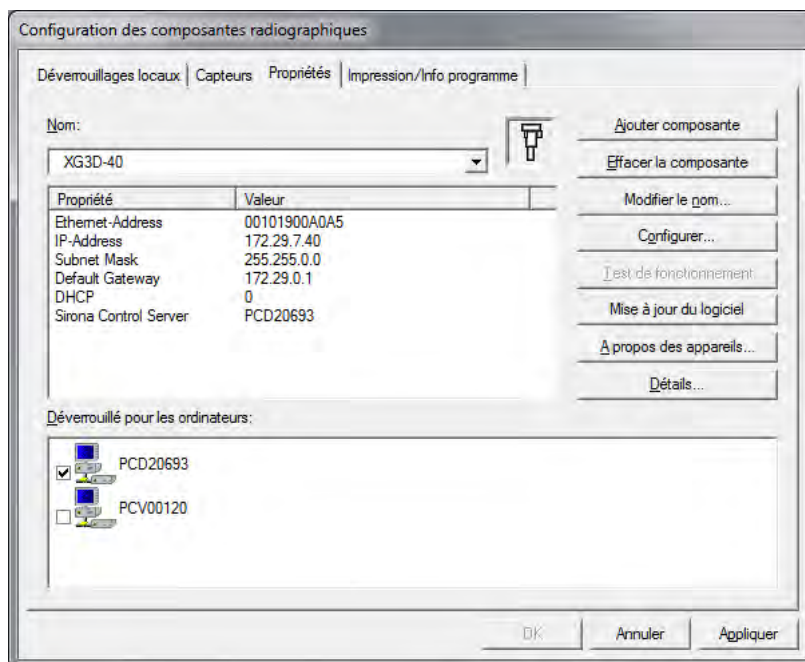 Configuration des composantes radiographiques
Déverrouillages locaux Capteurs Propriétés Impression/Info programme
Nom:
XG3D-40
Ajouter composante
Effacer la composante
Propriété Valeur
Ethernet-Address 00101900A0A5
IP-Address 172.29.7.40
Subnet Mask 255.255.0.0
Default Gateway 172.29.0.1
DHCP 0
Sirona Control Server PCD20693
Modifier le nom...
Configurer...
Test de fonctionnement
Mise à jour du logiciel
A propos des appareils...
Détails...
Déverrouillé pour les ordinateurs:
PCD20693
PCV00120
OK Annuler Appliquer